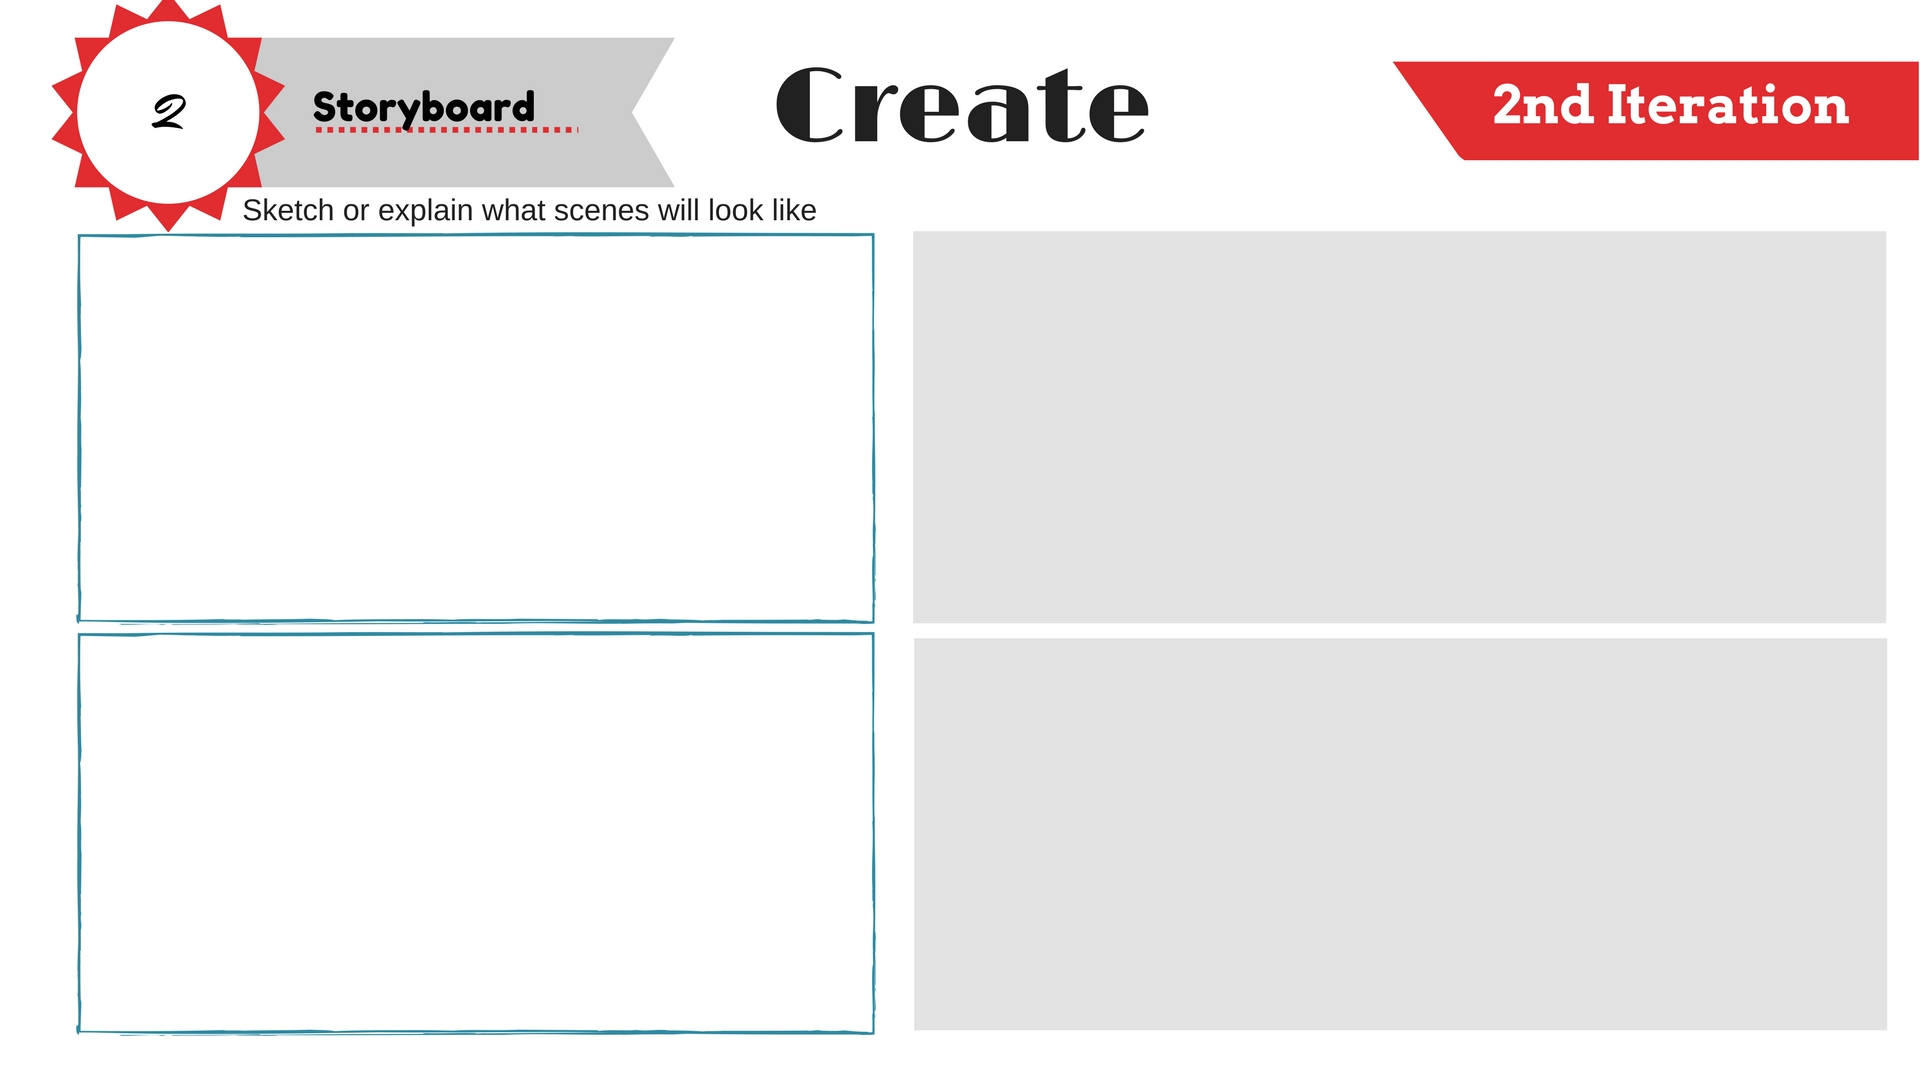 2
Storyboard
Create
2nd Iteration
Sketch or explain what scenes will look like